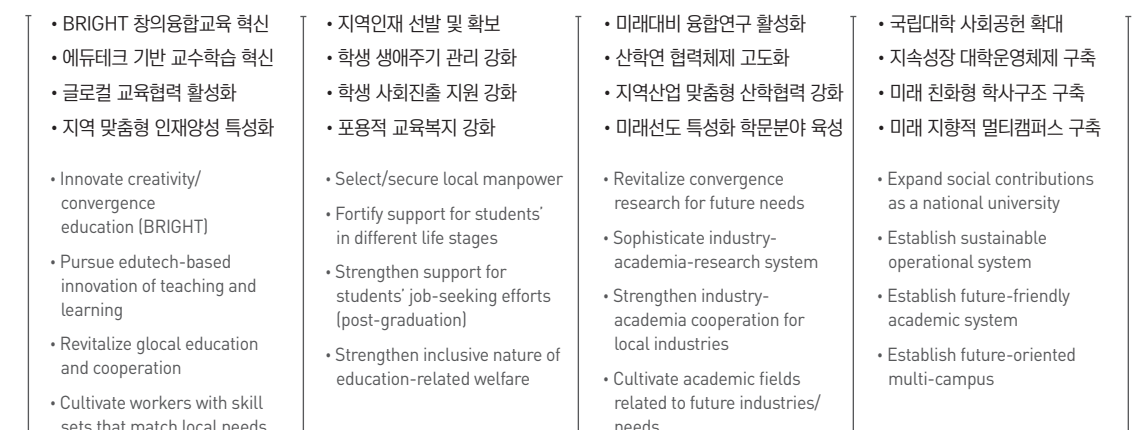 • BRIGHT 창의융합교육 혁신
• 에듀테크 기반 교수학습 혁신
• 글로컬 교육협력 활성화
• 지역 맞춤형 인재양성 특성화
• Innovate creativity/
convergence
education (BRIGHT)
• Pursue edutech-based
innovation of teaching and
learning
• Revitalize glocal education
and cooperation
• Cultivate workers with skill
sets that match local needs
• 지역인재 선발 및 확보
• 학생 생애주기 관리 강화
• 학생 사회진출 지원 강화
• 포용적 교육복지 강화
• Select/secure local manpower
• Fortify support for students'
in different life stages
• Strengthen support for
students' job-seeking efforts
(post-graduation)
• Strengthen inclusive nature of
education-related welfare
• 미래대비 융합연구 활성화
• 산학연 협력체제 고도화
• 지역산업 맞춤형 산학협력 강화
• 미래선도 특성화 학문분야 육성
• Revitalize convergence
research for future needs
• Sophisticate industry-
academia-research system
• Strengthen industry-
academia cooperation for
local industries
• Cultivate academic fields
related to future industries/
needs
• 국립대학 사회공헌 확대
• 지속성장 대학운영체제 구축
• 미래 친화형 학사구조 구축
• 미래 지향적 멀티캠퍼스 구축
• Expand social contributions
as a national university
• Establish sustainable
operational system
• Establish future-friendly
academic system
• Establish future-oriented
multi-campus